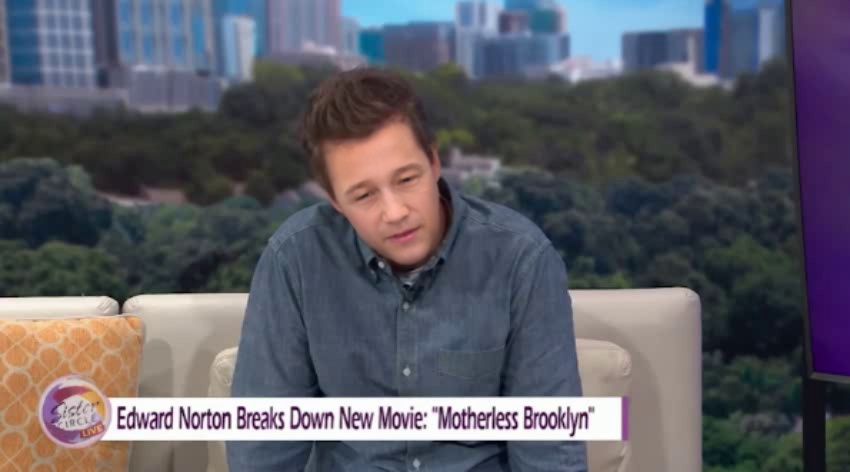 Sister
CIRCLE
LIVE
Edward Norton Breaks Down New Movie: "Motherless Brooklyn"